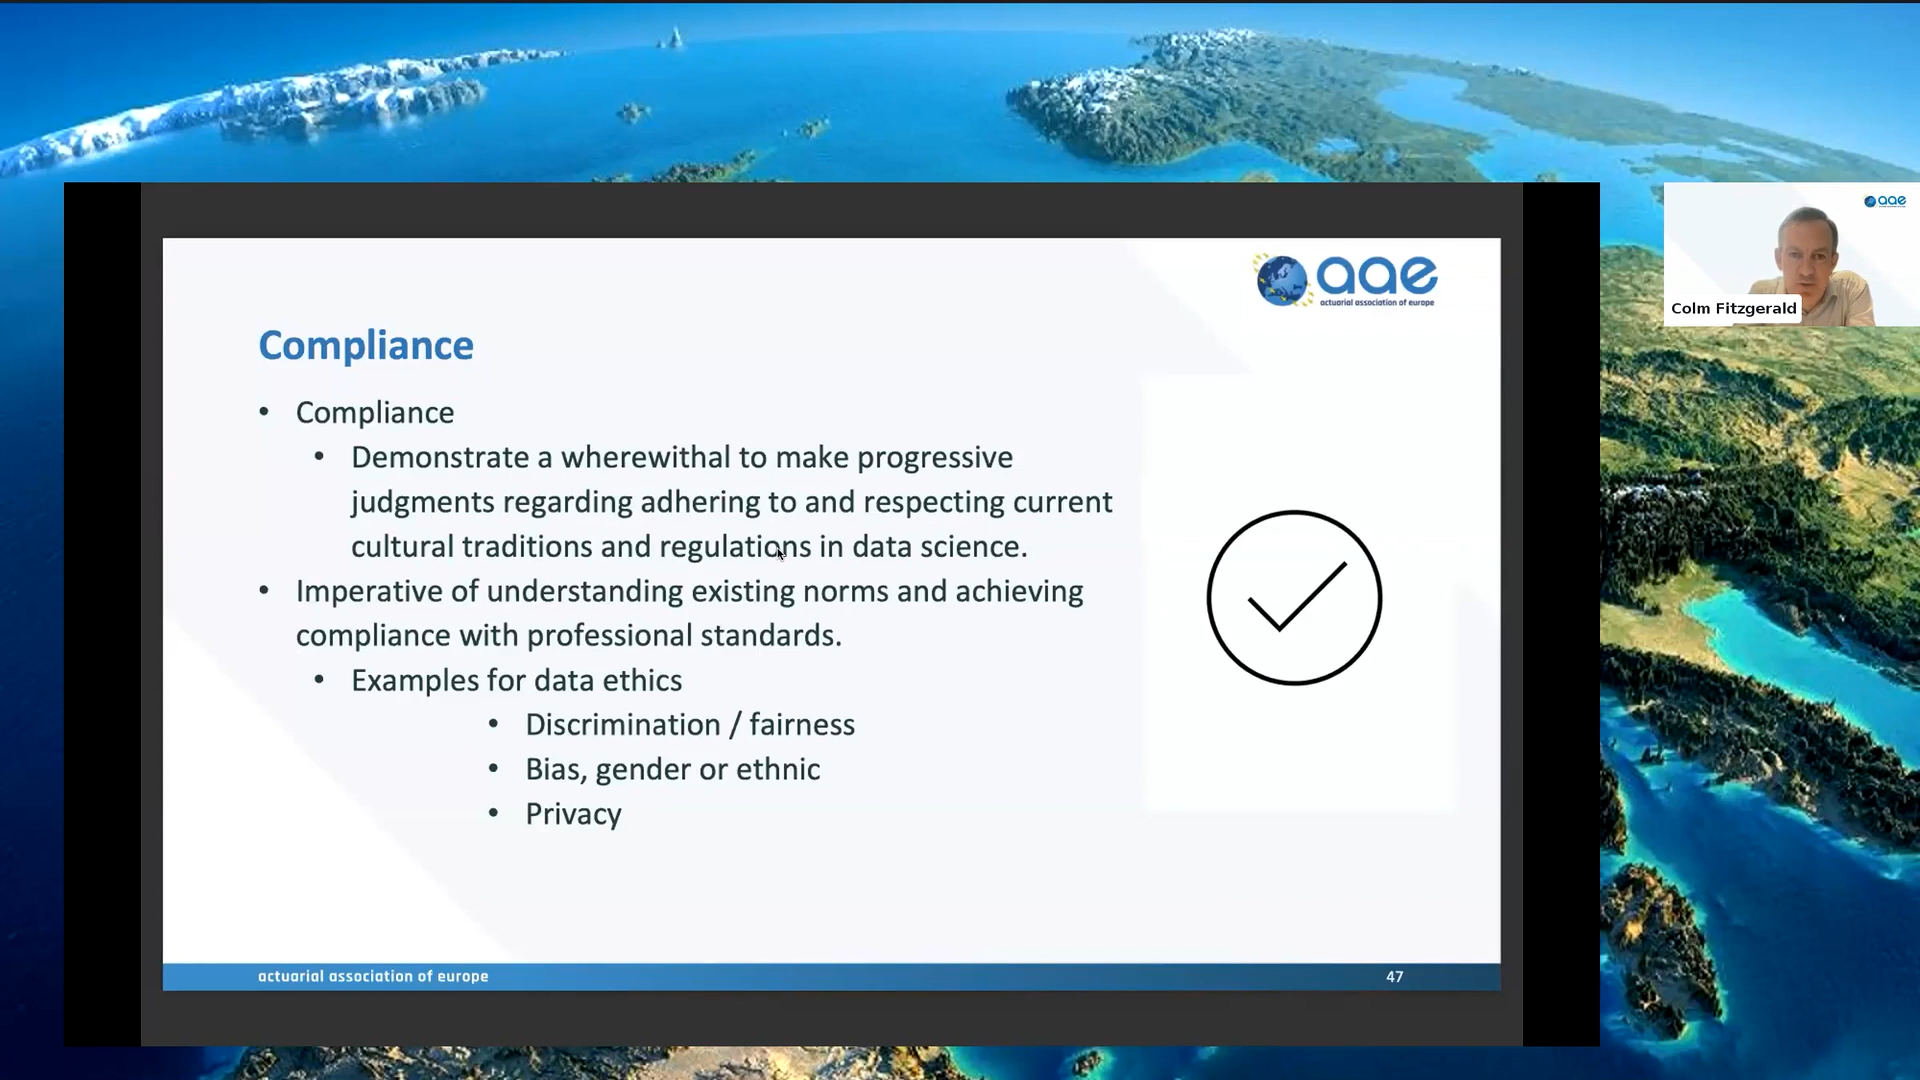 aae
actuarial association of europe
aae
Colm Fitzgerald
Compliance
• Compliance
• Demonstrate a wherewithal to make progressive
judgments regarding adhering to and respecting current
cultural traditions and regulations in data science.
• Imperative of understanding existing norms and achieving
compliance with professional standards.
• Examples for data ethics
• Discrimination / fairness
• Bias, gender or ethnic
• Privacy
actuarial association of europe
47